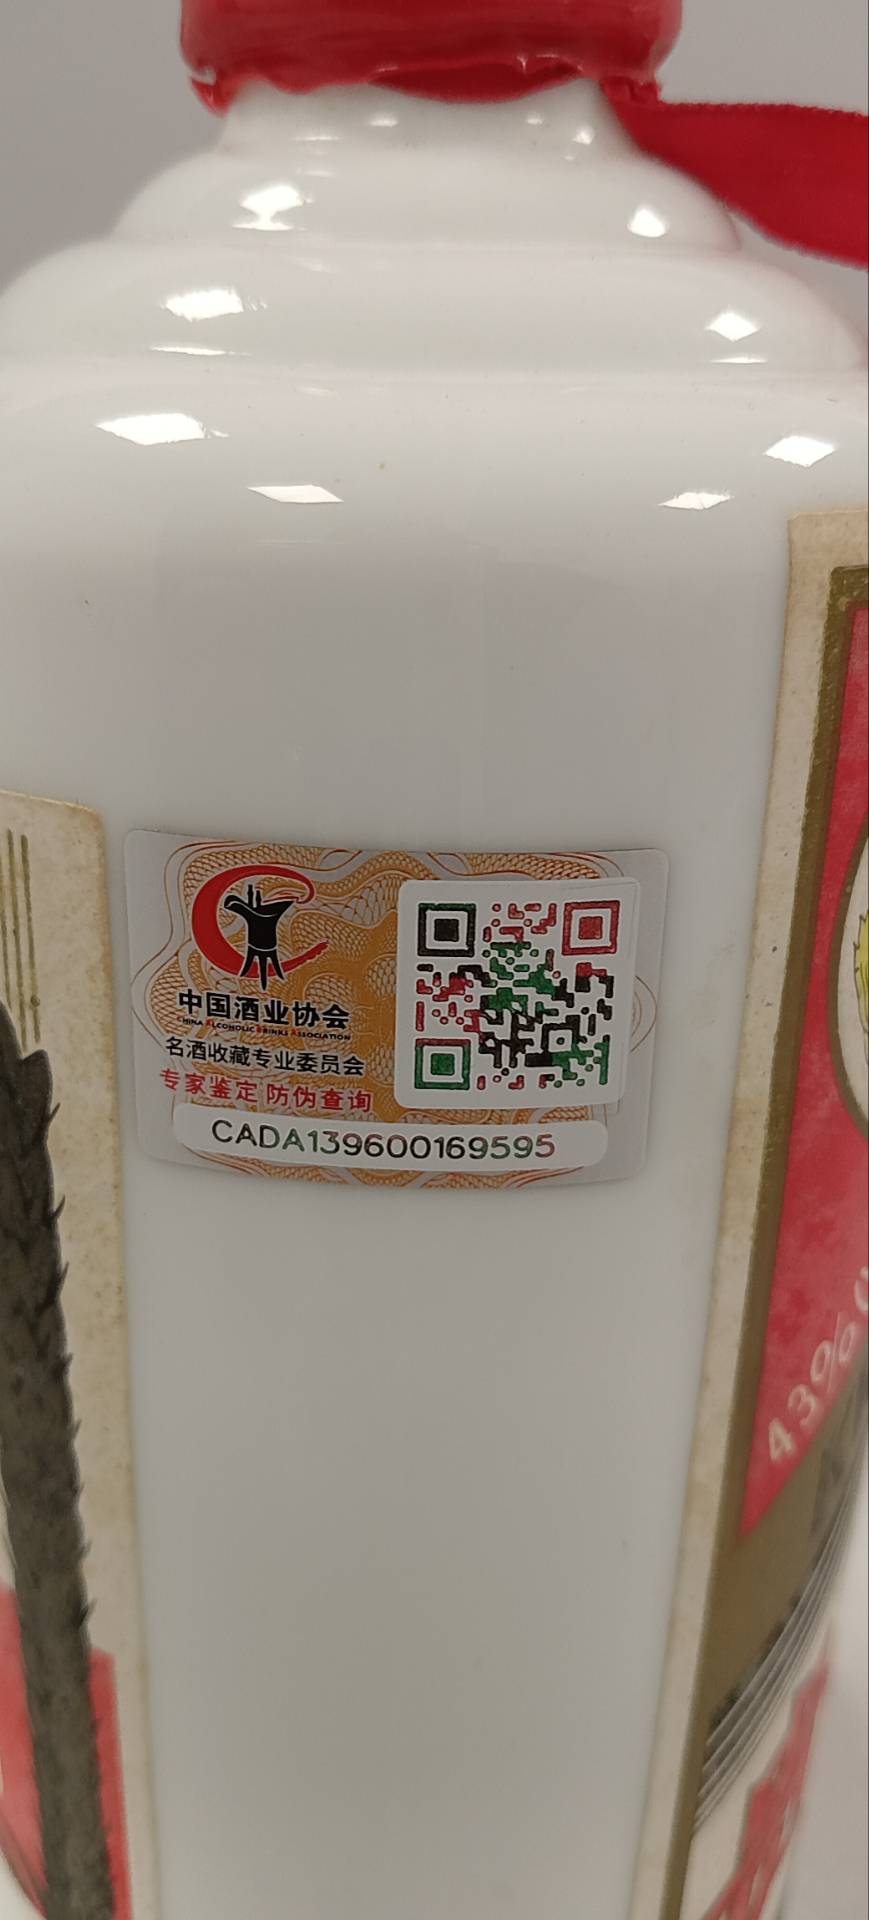 中国酒业协会
CHINA ALCOHOLIC DRINKS ASSOCIATION
名酒收藏专业委员会
专家鉴定 防伪查询
CADA139600169595
43%